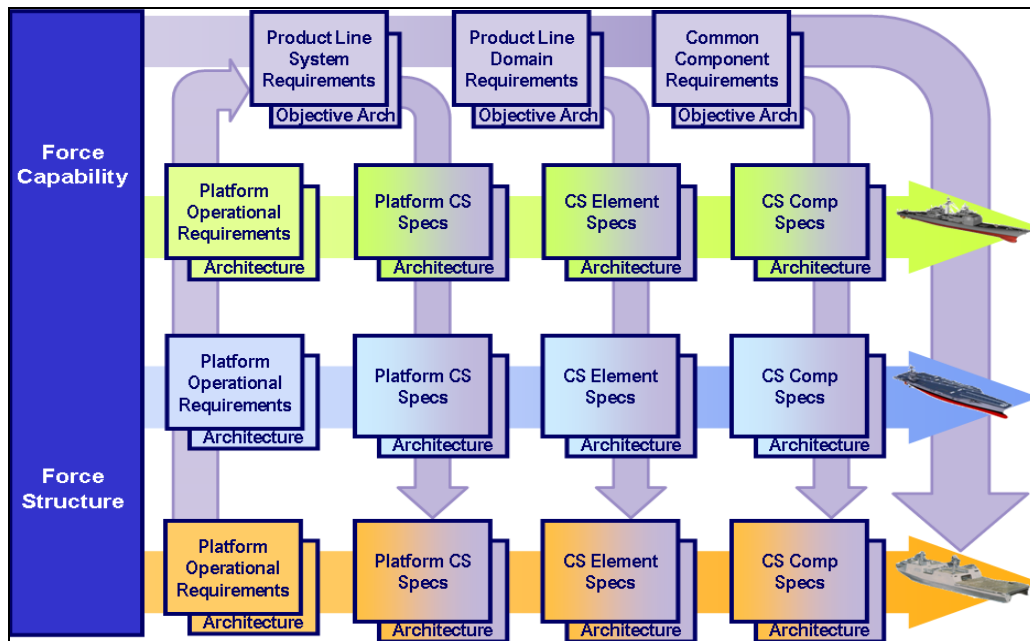 Product Line
System
Requirements
Objective Arch
Product Line
Domain
Requirements
Objective Arch
Common
Component
Requirements
Objective Arch
Force
Capability
Platform
Operational
Requirements
Architecture
Platform CS
Specs
Architecture
CS Element
Specs
Architecture
CS Comp
Specs
Architecture
Platform
Operational
Requirements
Architecture
Platform CS
Specs
Architecture
CS Element
Specs
Architecture
CS Comp
Specs
Architecture
Force
Structure
Platform
Operational
Requirements
Architecture
Platform CS
Specs
Architecture
CS Element
Specs
Architecture
CS Comp
Specs
Architecture